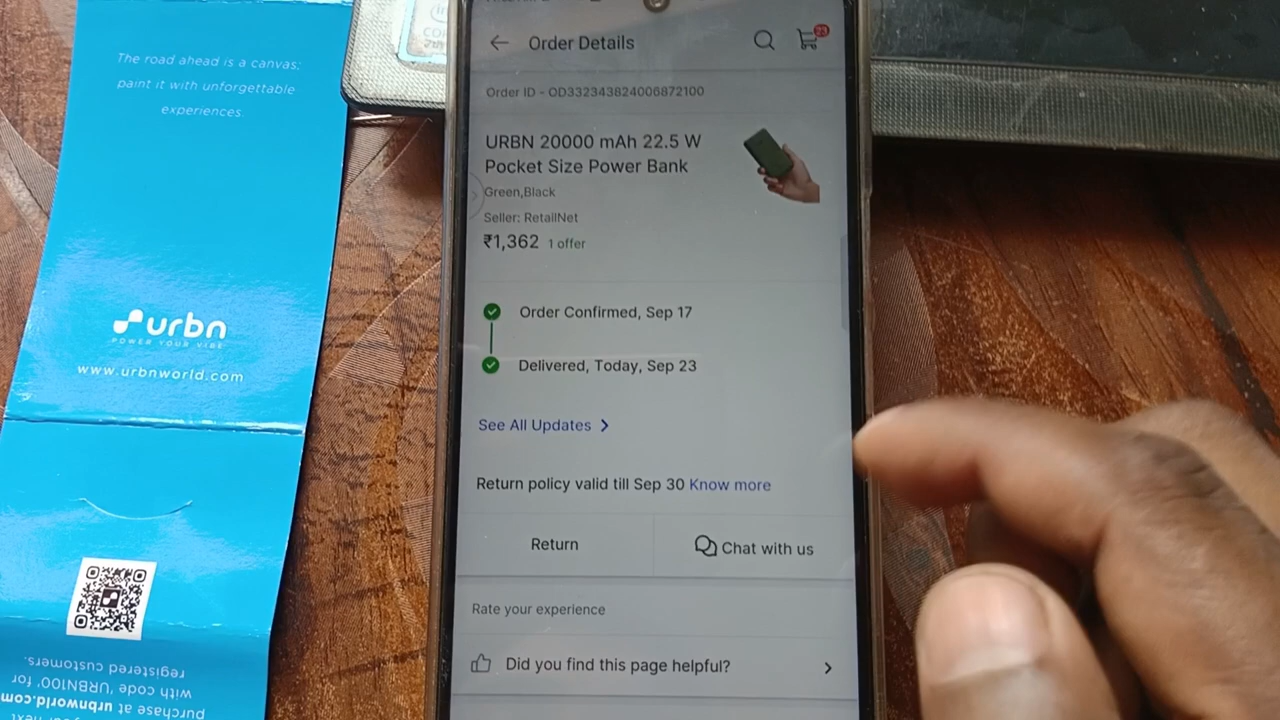 The road ahead is a canvas;
paint it with unforgettable
experiences.
urbn
POWER YOUR VIBE
www.urbnworld.com
registered customers.
with code 'URBN100', for
purchase at urbnworld.com
Order Details
23
Order ID - OD332343824006872100
URBN 20000 mAh 22.5 W
Pocket Size Power Bank
Green,Black
Seller: RetailNet
₹1,362 1 offer
Order Confirmed, Sep 17
Delivered, Today, Sep 23
See All Updates
Return policy valid till Sep 30 Know more
Return
Chat with us
Rate your experience
Did you find this page helpful?